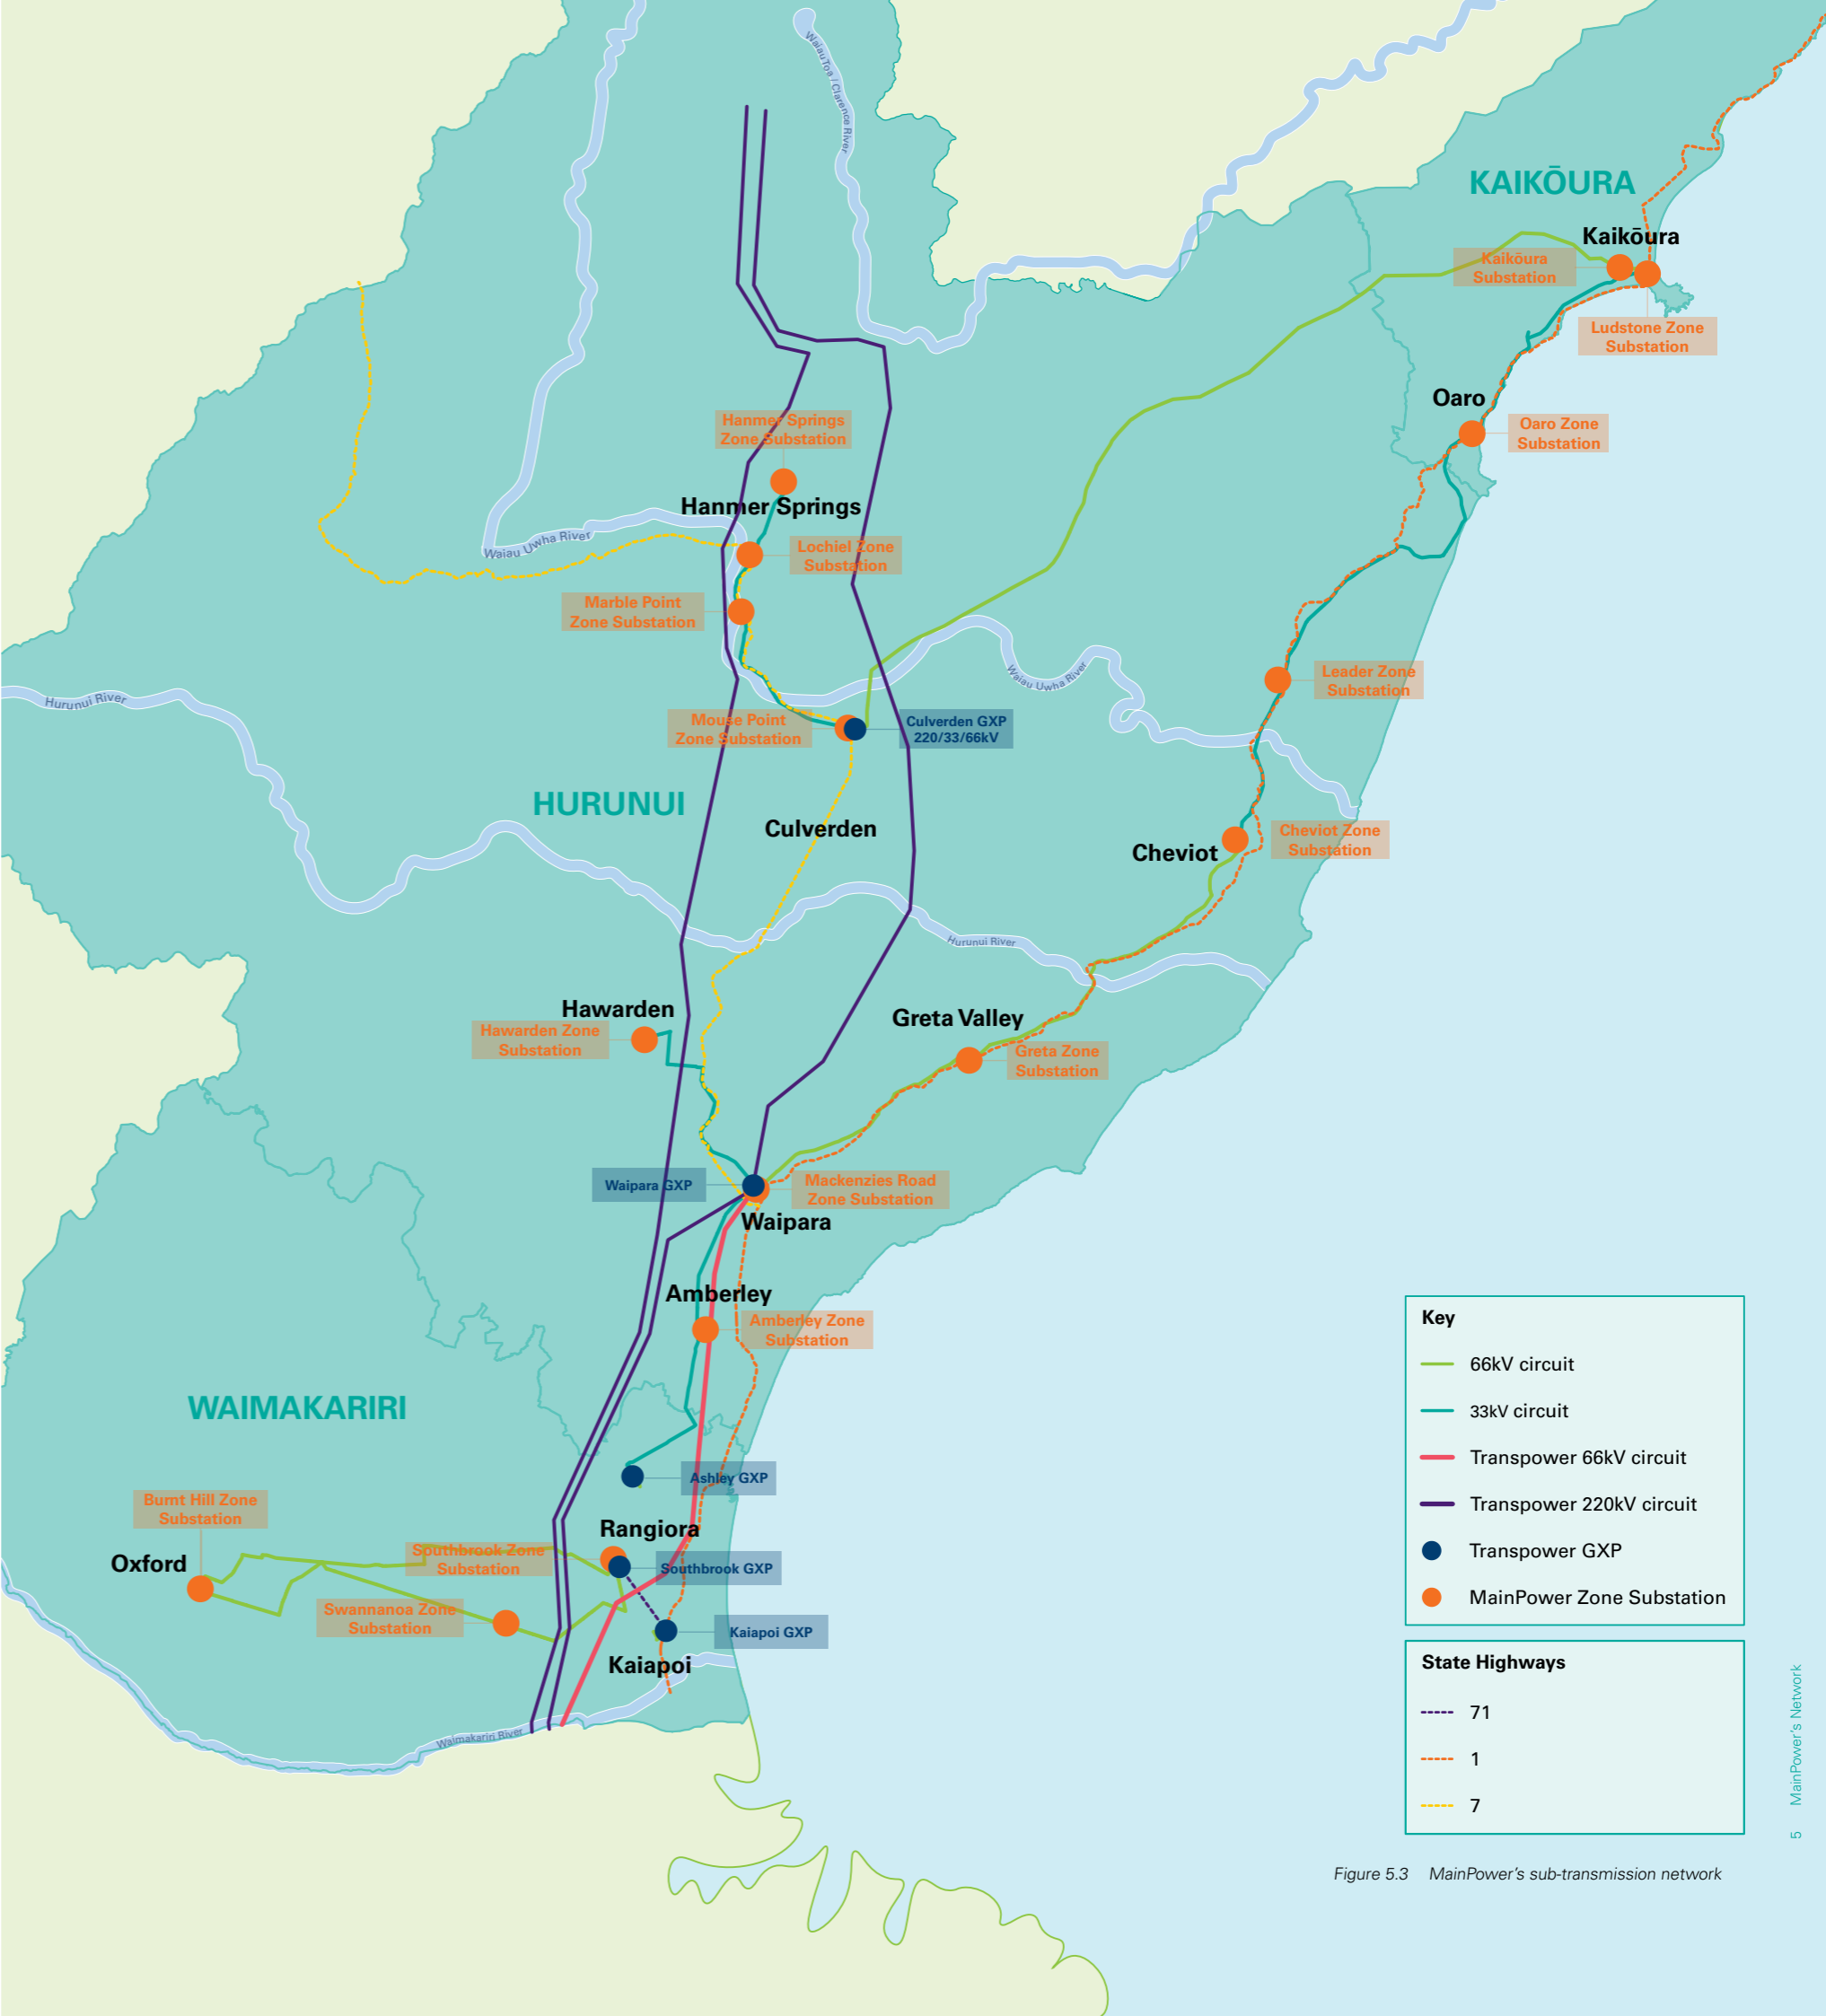 Waiau Toa / Clarence River
KAIKŌURA
Kaikōura
Kaikōura
Substation
Ludstone Zone
Substation
Oaro
Oaro Zone
Substation
Hanmer Springs
Zone Substation
Hanmer Springs
Waiau Uwha River
Lochiel Zone
Substation
Marble Point
Zone Substation
Waiau Uwha River
Leader Zone
Substation
Hurunui River
Mouse Point
Zone Substation
Culverden GXP
220/33/66kV
HURUNUI
Culverden
Cheviot Zone
Substation
Cheviot
Hurunui River
Hawarden
Hawarden Zone
Substation
Greta Valley
Greta Zone
Substation
Waipara GXP
Mackenzies Road
Zone Substation
Waipara
Amberley
Amberley Zone
Substation
WAIMAKARIRI
Ashley GXP
Burnt Hill Zone
Substation
Oxford
Rangiora
Southbrook Zone
Substation
Southbrook GXP
Swannanoa Zone
Substation
Kaiapoi GXP
Kaiapoi
Waimakariri River
Key
66kV circuit
33kV circuit
Transpower 66kV circuit
Transpower 220kV circuit
Transpower GXP
MainPower Zone Substation
State Highways
71
1
7
5 MainPower's Network
Figure 5.3 MainPower's sub-transmission network